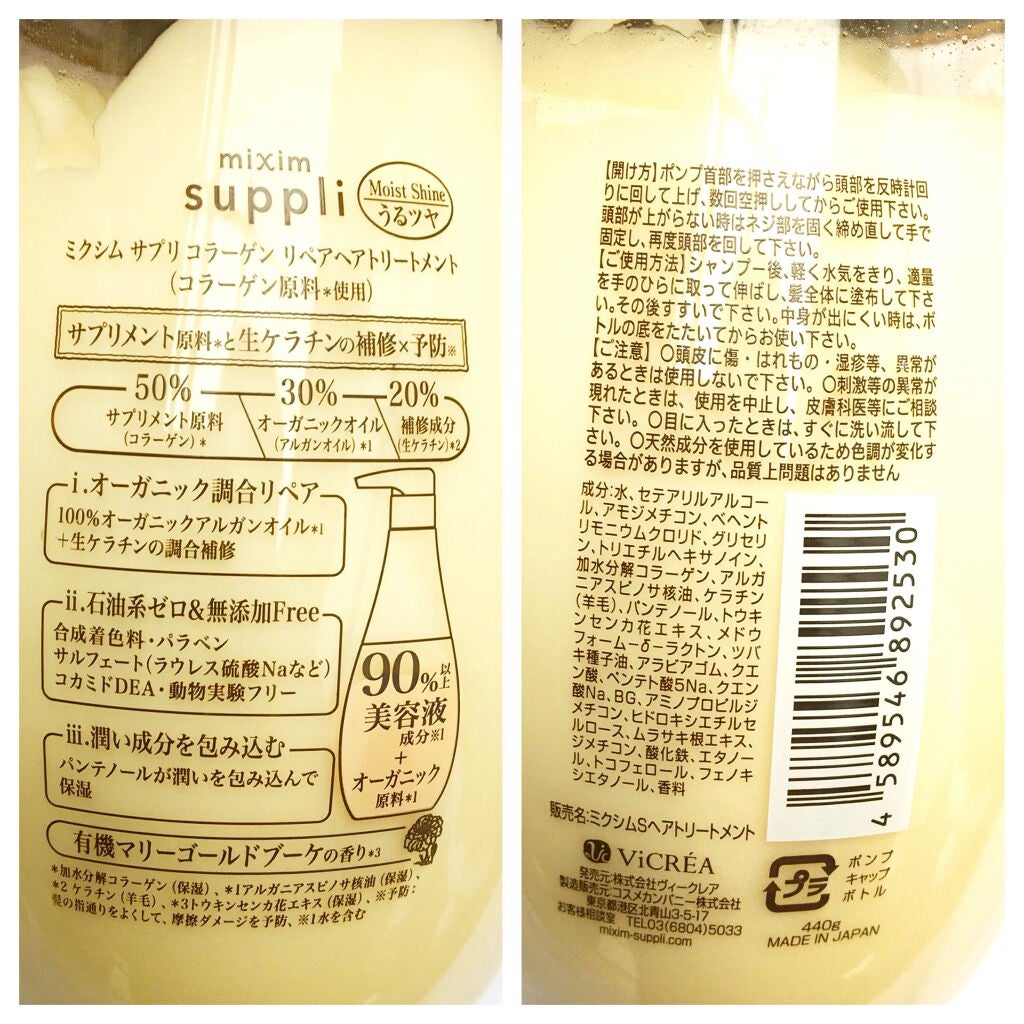 mixim
suppli
Moist Shine
うるツヤ
ミクシム サプリ コラーゲン リペアヘアトリートメント
(コラーゲン原料*使用)
サプリメント原料*と生ケラチンの補修×予防※
50%
サプリメント原料
(コラーゲン)*
30%
オーガニックオイル
(アルガンオイル)*1
20%
補修成分
(生ケラチン)*2
i.オーガニック調合リペア
100%オーガニックアルガンオイル*1
+生ケラチンの調合補修
ii.石油系ゼロ&無添加Free
合成着色料・パラベン
サルフェート(ラウレス硫酸Naなど)
コカミドDEA・動物実験フリー
iii.潤い成分を包み込む
パンテノールが潤いを包み込んで
保湿
90%以上
美容液
成分※1
+
オーガニック
原料*1
有機マリーゴールドブーケの香り*3
*加水分解コラーゲン(保湿)、*1アルガニアスピノサ核油(保湿)、
*2 ケラチン(羊毛)、*3トウキンセンカ花エキス(保湿)、※予防:
髪の指通りをよくして、摩擦ダメージを予防、※1水を含む
【開け方】ポンプ首部を押さえながら頭部を反時計回
りに回して上げ、数回空押ししてからご使用下さい。
頭部が上がらない時はネジ部を固く締め直して手で
固定し、再度頭部を回して下さい。
【ご使用方法】シャンプー後、軽く水気をきり、適量
を手のひらに取って伸ばし、髪全体に塗布して下さ
い。その後すすいで下さい。中身が出にくい時は、ボ
トルの底をたたいてからお使い下さい。
【ご注意】〇頭皮に傷・はれもの・湿疹等、異常が
あるときは使用しないで下さい。〇刺激等の異常が
現れたときは、使用を中止し、皮膚科医等にご相談
下さい。〇目に入ったときは、すぐに洗い流して下
さい。〇天然成分を使用しているため色調が変化す
る場合がありますが、品質上問題はありません
成分:水、セテアリルアルコー
ル、アモジメチコン、ベヘント
リモニウムクロリド、グリセリ
ン、トリエチルヘキサノイン、
加水分解コラーゲン、アルガ
ニアスピノサ核油、ケラチン
(羊毛)、パンテノール、トウキ
ンセンカ花エキス、メドウ
フォーム-δ-ラクトン、ツバ
キ種子油、アラビアゴム、クエ
ン酸、ペンテト酸5Na、クエン
酸Na、BG、アミノプロピルジ
メチコン、ヒドロキシエチルセ
ルロース、ムラサキ根エキス、
ジメチコン、酸化鉄、エタノー
ル、トコフェロール、フェノキ
シエタノール、香料
4 589546 892530
販売名:ミクシムSヘアトリートメント
Vc ViCRÉA
発売元:株式会社ヴィークレア
製造販売元:コスメカンパニー株式会社
東京都港区北青山3-5-17
お客様相談室 TEL03(6804)5033
mixim-suppli.com
プラ
ポンプ
キャップ
ボトル
440g
MADE IN JAPAN